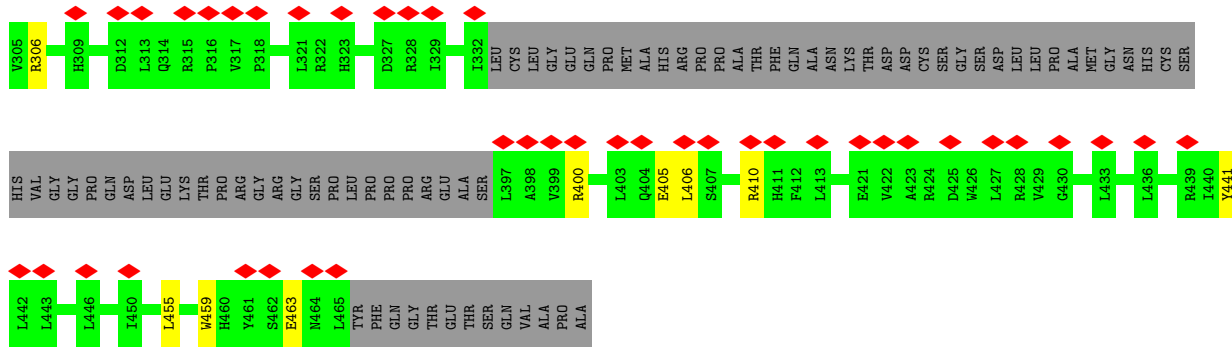 V305 R306 H309 D312 L313 Q314 R315 P316 V317 P318 L321 R322 H323 D327 R328 I329 I332 LEU CYS LEU GLY GLU GLU GLN PRO MET ALA HIS ARG PRO PRO ALA THR PHE GLN ALA ASN LYS THR THR ASP ASP CYS SER GLY SER ASP LEU LEU PRO ALA MET GLY ASN HIS CYS SER
HIS VAL GLY GLY PRO GLN ASP LEU GLU LYS THR PRO ARG GLY ARG GLY SER PRO LEU PRO PRO PRO ARG GLU ALA SER L397 A398 V399 R400 L403 Q404 E405 L406 S407 R410 H411 F412 L413 E421 V422 A423 R424 D425 W426 L427 R428 V429 G430 L433 L436 R439 I440 Y441
L442 L443 L446 I450 L455 W459 H460 Y461 S462 E463 N464 L465 TYR PHE GLN GLY THR GLU THR SER GLN VAL ALA PRO ALA